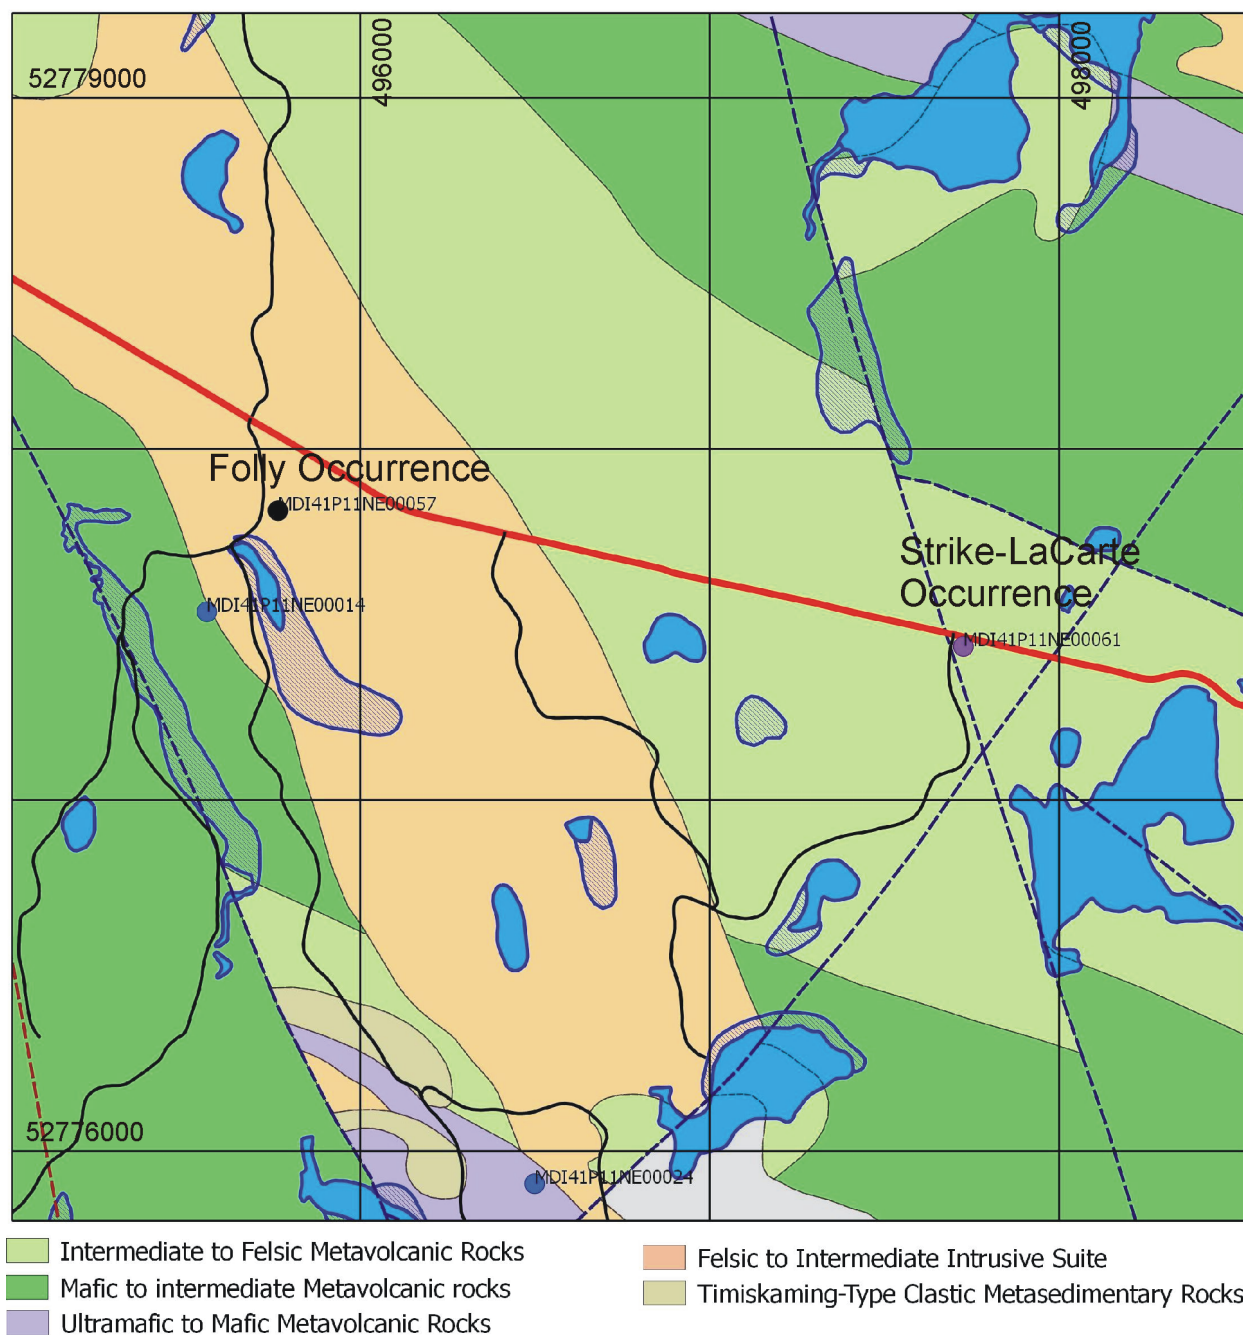 52779000
496000
498000
Folly Occurrence
MDI41P11NE00057
Strike-LaCarte
Occurrence
MDI41P11NE00014
MDI41P11NE00061
52776000
MDI41P11NE00024
Intermediate to Felsic Metavolcanic Rocks
Mafic to intermediate Metavolcanic rocks
Ultramafic to Mafic Metavolcanic Rocks
Felsic to Intermediate Intrusive Suite
Timiskaming-Type Clastic Metasedimentary Rocks